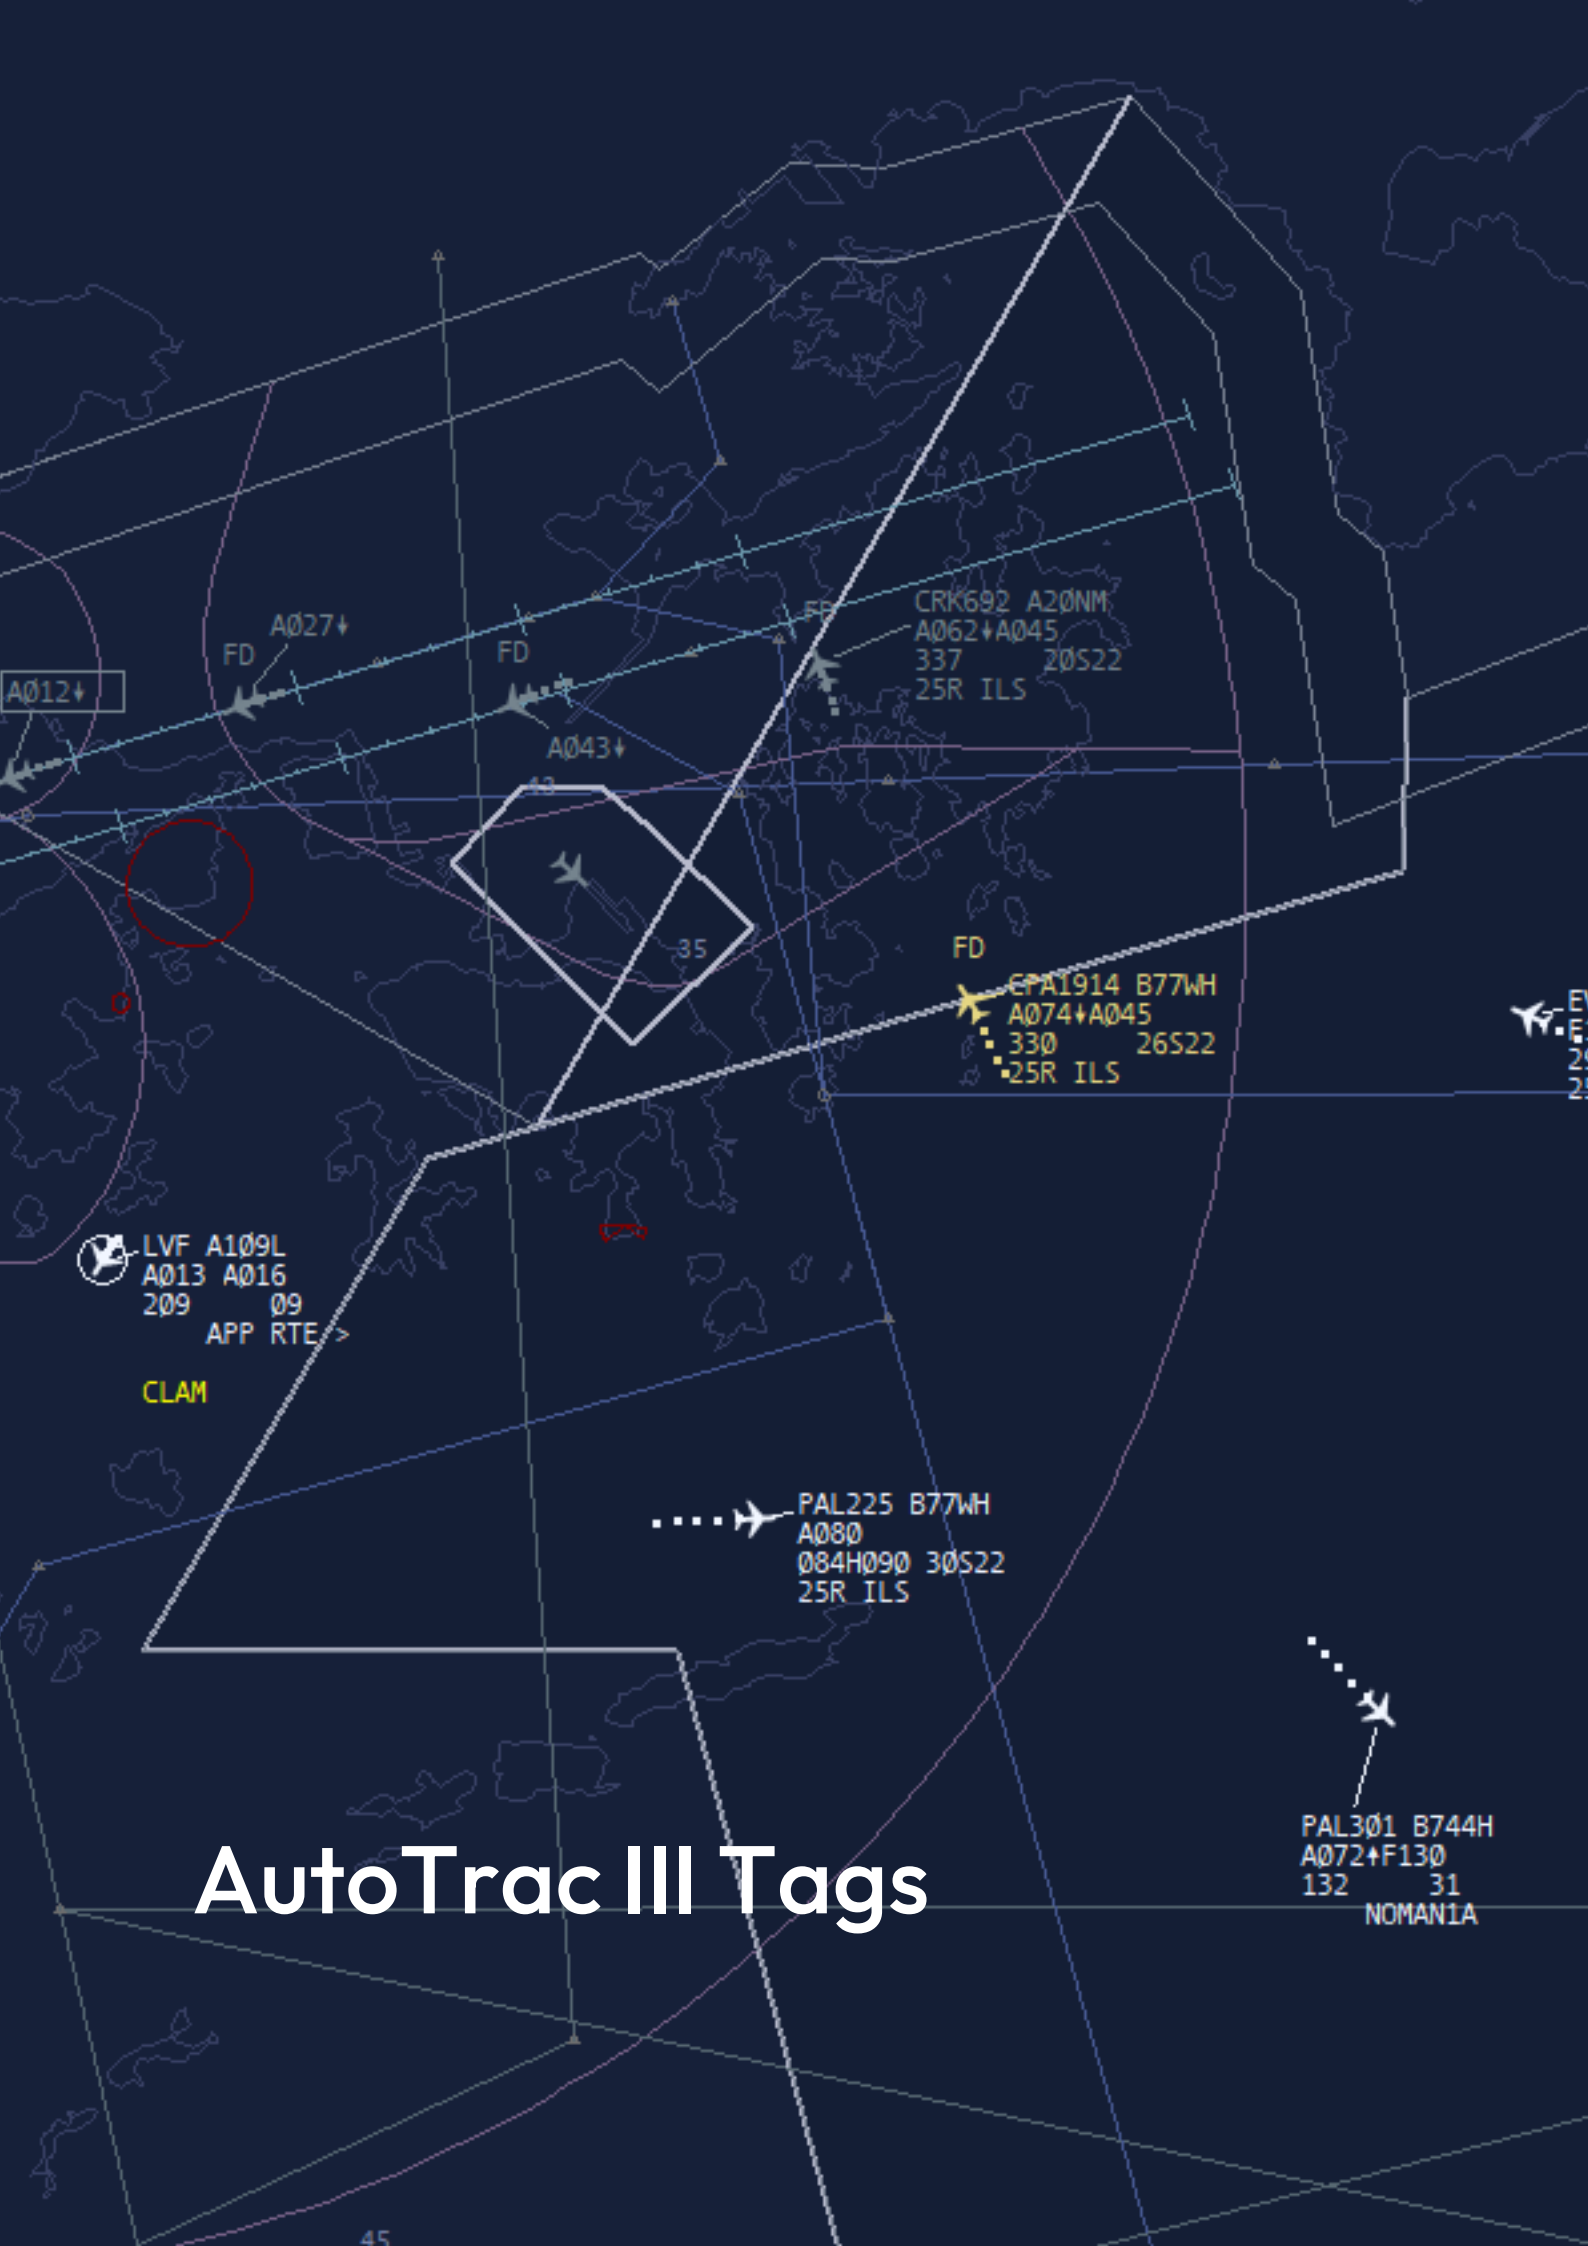 CRK692 A20NM
A062↓A045
337 20S22
25R ILS
FD
A027↓
FD
FD
A012↓
A043↓
43
35
FD
CPA1914 B77WH
A074↓A045
330 26S22
25R ILS
LVF A109L
A013 A016
209 09
APP RTE >
CLAM
PAL225 B77WH
A080
084H090 30S22
25R ILS
PAL301 B744H
A072↑F130
132 31
NOMAN1A
AutoTrac III Tags
45